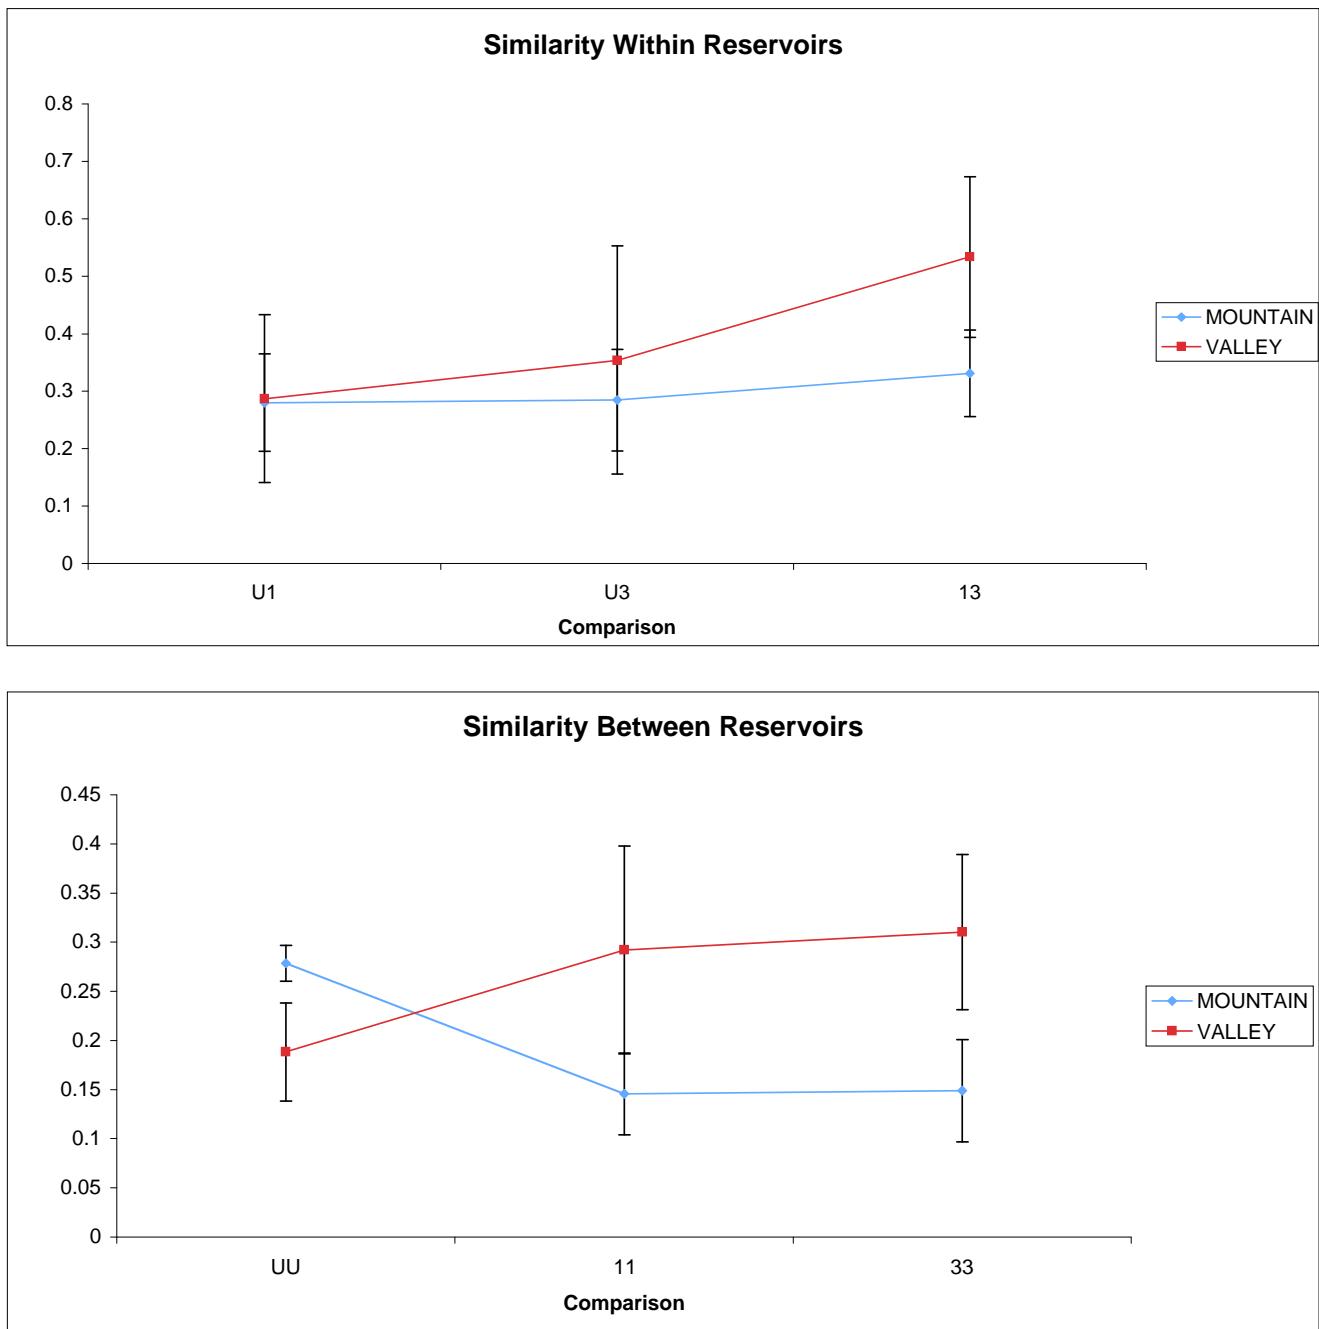 Similarity Within Reservoirs
0.8
0.7
0.6
0.5
0.4
0.3
0.2
0.1
0
U1 U3 13
Comparison
MOUNTAIN
VALLEY
Similarity Between Reservoirs
0.45
0.4
0.35
0.3
0.25
0.2
0.15
0.1
0.05
0
UU 11 33
Comparison
MOUNTAIN
VALLEY